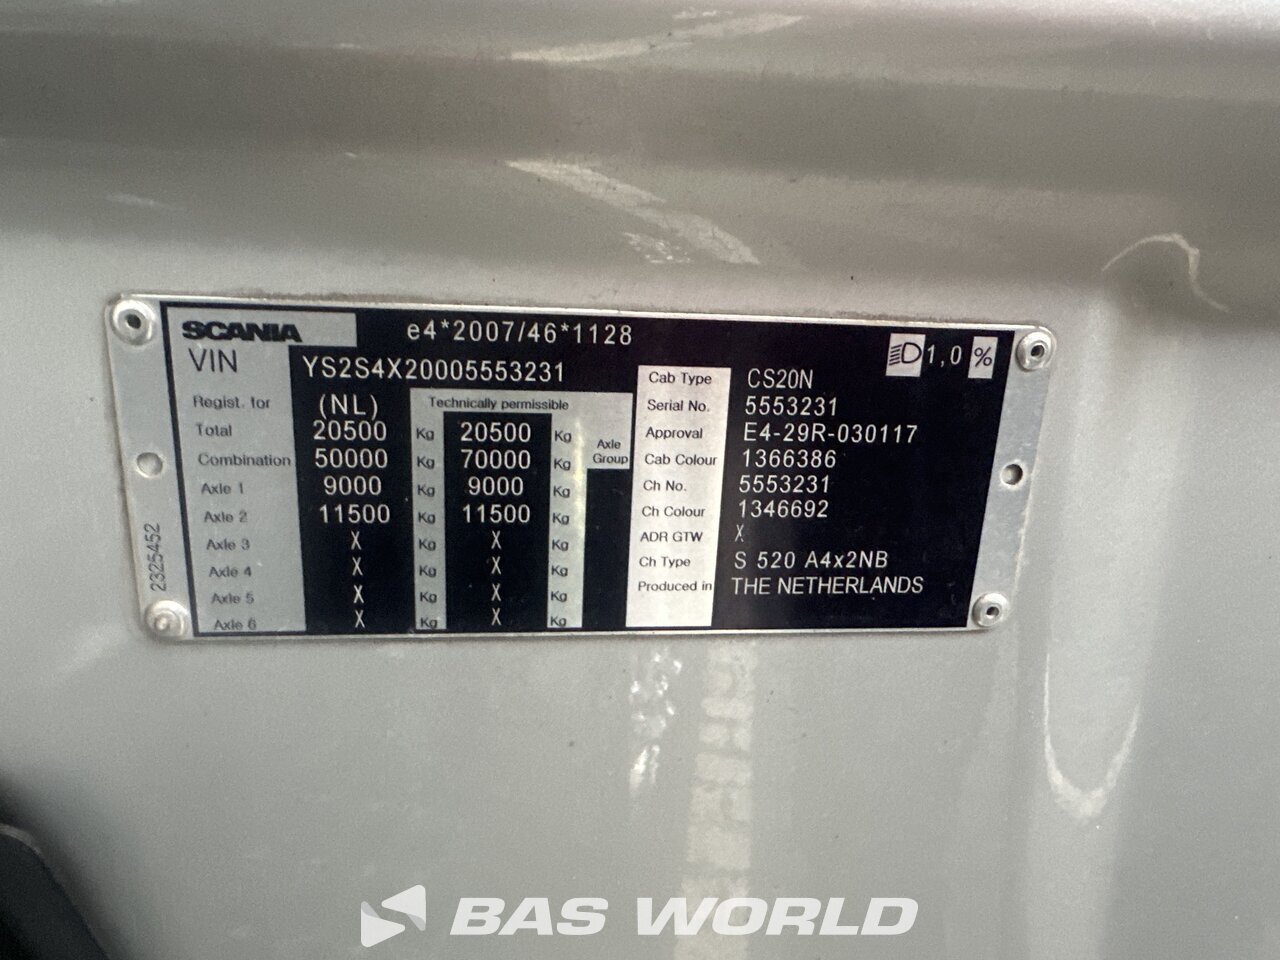 SCANIA e4*2007/46*1128
VIN YS2S4X20005553231 1,0 %
Regist. for (NL) Technically permissible
Total 20500 Kg 20500 Kg Axle Group
Combination 50000 Kg 70000 Kg
Axle 1 9000 Kg 9000 Kg
Axle 2 11500 Kg 11500 Kg
Axle 3 X Kg X Kg
Axle 4 X Kg X Kg
Axle 5 X Kg X Kg
Axle 6 X Kg X Kg
Cab Type CS20N
Serial No. 5553231
Approval E4-29R-030117
Cab Colour 1366386
Ch No. 5553231
Ch Colour 1346692
ADR GTW X
Ch Type S 520 A4x2NB
Produced in THE NETHERLANDS
2325452
BAS WORLD